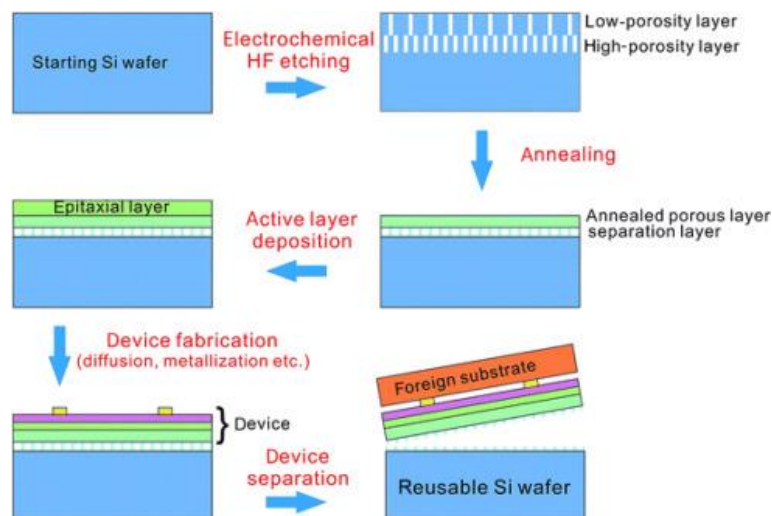 Starting Si wafer
Electrochemical
HF etching
Low-porosity layer
High-porosity layer
Annealing
Annealed porous layer
separation layer
Active layer
deposition
Epitaxial layer
Device fabrication
(diffusion, metallization etc.)
Device
Device
separation
Foreign substrate
Reusable Si wafer